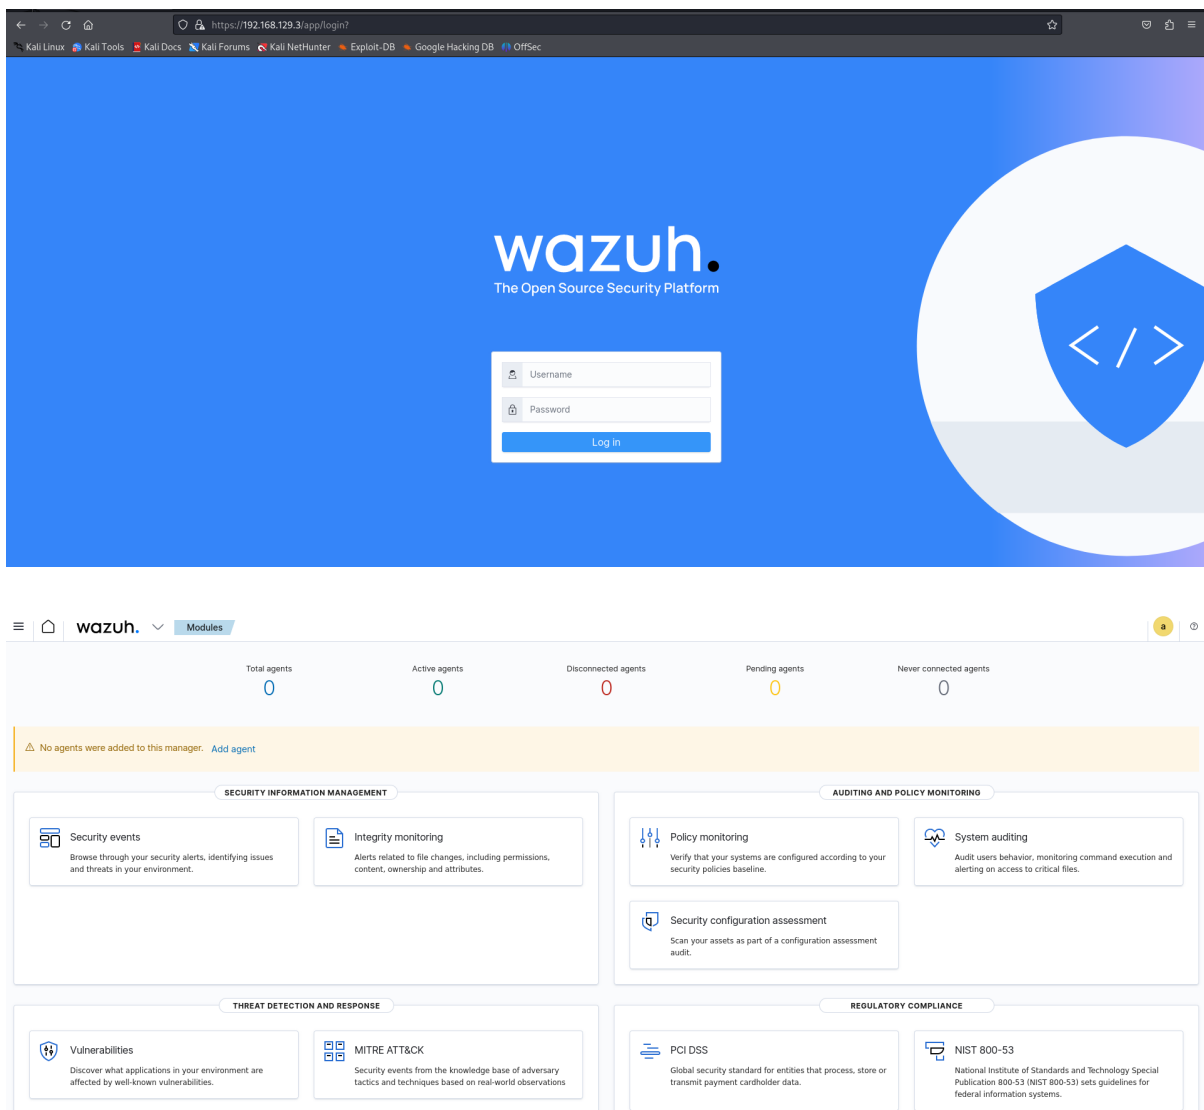 https://192.168.129.3/app/login?
Kali Linux Kali Tools Kali Docs Kali Forums Kali NetHunter Exploit-DB Google Hacking DB OffSec
wazuh.
The Open Source Security Platform
Username
Password
Log in
</>
wazuh. Modules a
Total agents Active agents Disconnected agents Pending agents Never connected agents
0 0 0 0 0
No agents were added to this manager. Add agent
SECURITY INFORMATION MANAGEMENT
Security events
Browse through your security alerts, identifying issues
and threats in your environment.
Integrity monitoring
Alerts related to file changes, including permissions,
content, ownership and attributes.
AUDITING AND POLICY MONITORING
Policy monitoring
Verify that your systems are configured according to your
security policies baseline.
System auditing
Audit users behavior, monitoring command execution and
alerting on access to critical files.
Security configuration assessment
Scan your assets as part of a configuration assessment
audit.
THREAT DETECTION AND RESPONSE
Vulnerabilities
Discover what applications in your environment are
affected by well-known vulnerabilities.
MITRE ATT&CK
Security events from the knowledge base of adversary
tactics and techniques based on real-world observations
REGULATORY COMPLIANCE
PCI DSS
Global security standard for entities that process, store or
transmit payment cardholder data.
NIST 800-53
National Institute of Standards and Technology Special
Publication 800-53 (NIST 800-53) sets guidelines for
federal information systems.